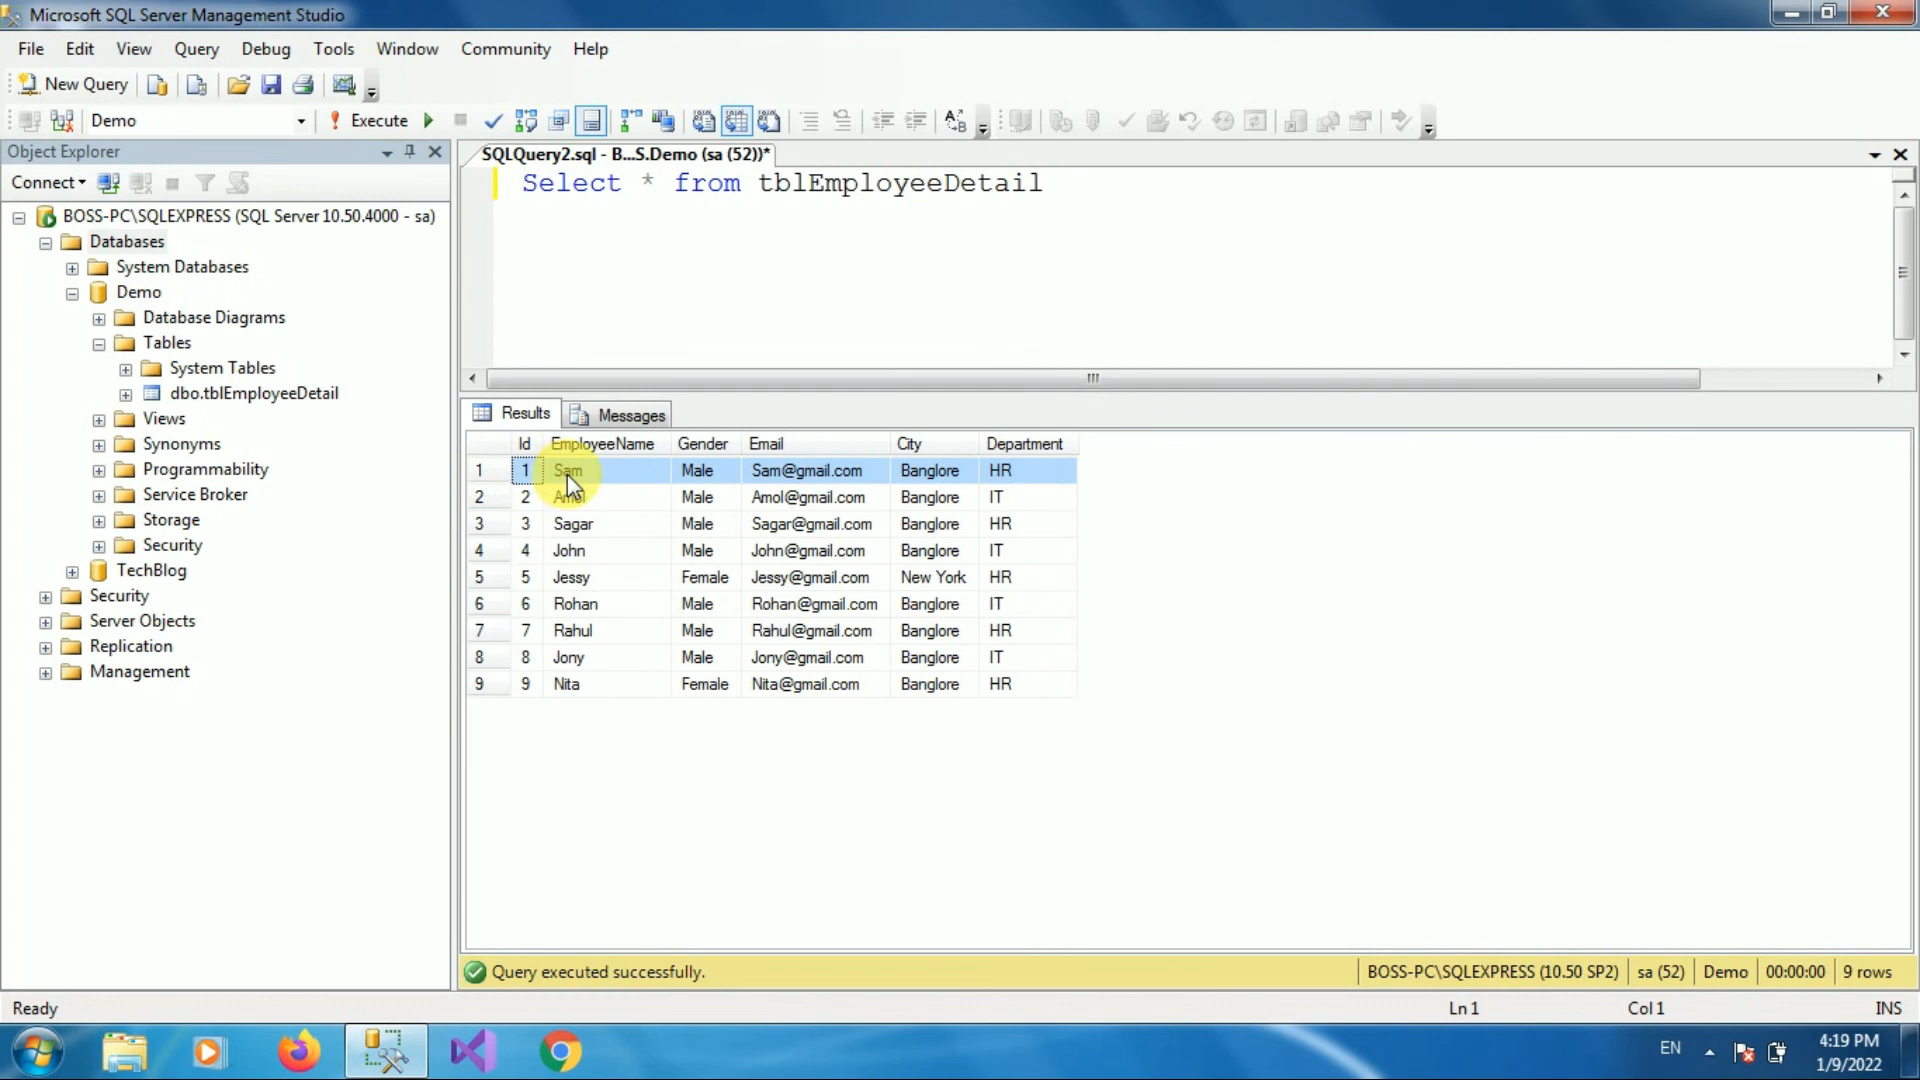 Microsoft SQL Server Management Studio
File Edit View Query Debug Tools Window Community Help
New Query
Demo Execute
Object Explorer
Connect
BOSS-PC\SQLEXPRESS (SQL Server 10.50.4000 - sa)
Databases
System Databases
Demo
Database Diagrams
Tables
System Tables
dbo.tblEmployeeDetail
Views
Synonyms
Programmability
Service Broker
Storage
Security
TechBlog
Security
Server Objects
Replication
Management
SQLQuery2.sql - B...S.Demo (sa (52))*
Select * from tblEmployeeDetail
Results Messages
Id EmployeeName Gender Email City Department
1 1 Sam Male Sam@gmail.com Banglore HR
2 2 Amol Male Amol@gmail.com Banglore IT
3 3 Sagar Male Sagar@gmail.com Banglore HR
4 4 John Male John@gmail.com Banglore IT
5 5 Jessy Female Jessy@gmail.com New York HR
6 6 Rohan Male Rohan@gmail.com Banglore IT
7 7 Rahul Male Rahul@gmail.com Banglore HR
8 8 Jony Male Jony@gmail.com Banglore IT
9 9 Nita Female Nita@gmail.com Banglore HR
Query executed successfully. BOSS-PC\SQLEXPRESS (10.50 SP2) sa (52) Demo 00:00:00 9 rows
Ready Ln 1 Col 1 INS
EN 4:19 PM
1/9/2022